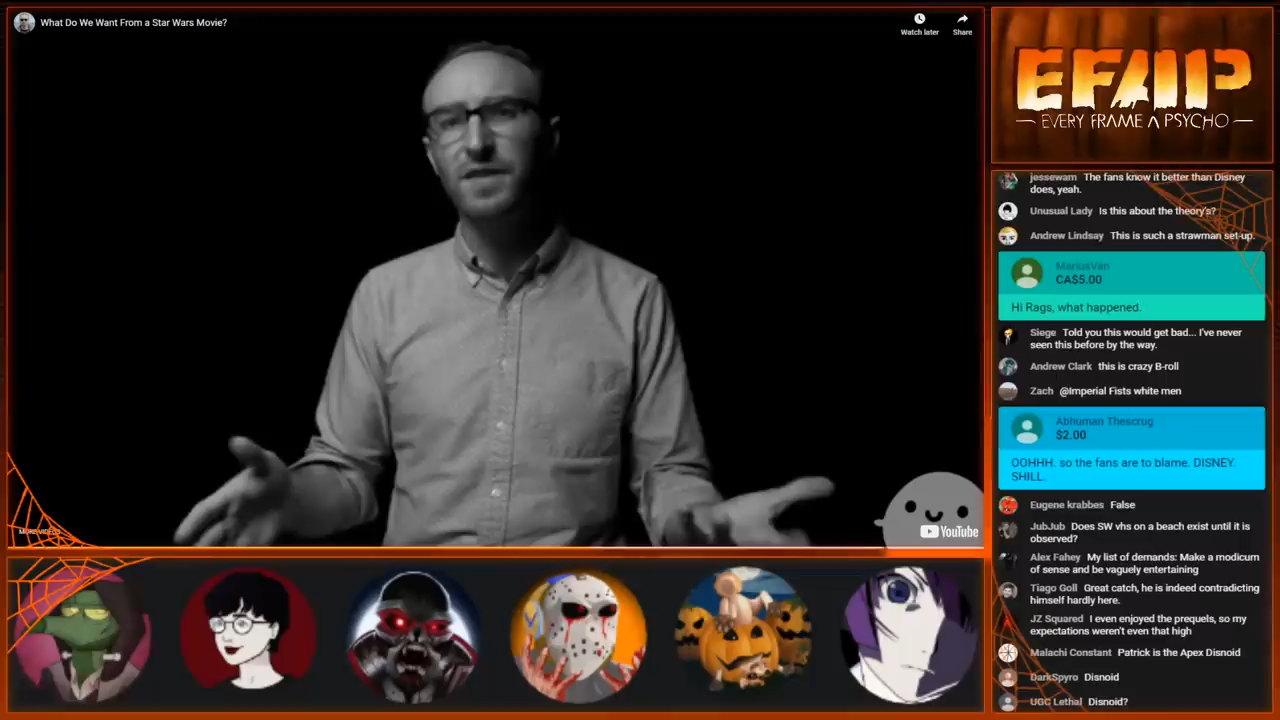 What Do We Want From a Star Wars Movie?
Watch later
Share
EFAP
EVERY FRAME A PSYCHO
jessewam The fans know it better than Disney
does, yeah.
Unusual Lady Is this about the theory's?
Andrew Lindsay This is such a strawman set-up.
MariusVan
CA$5.00
Hi Rags, what happened.
Siege Told you this would get bad... I've never
seen this before by the way.
Andrew Clark this is crazy B-roll
Zach @Imperial Fists white men
Abhuman Thescrug
$2.00
OOHHH. so the fans are to blame. DISNEY.
SHILL.
Eugene krabbes False
JubJub Does SW vhs on a beach exist until it is
observed?
Alex Fahey My list of demands: Make a modicum
of sense and be vaguely entertaining
Tiago Goll Great catch, he is indeed contradicting
himself hardly here.
JZ Squared I even enjoyed the prequels, so my
expectations weren't even that high
Malachi Constant Patrick is the Apex Disnoid
DarkSpyro Disnoid
UGC Lethal Disnoid?
MORE VIDEOS
YouTube